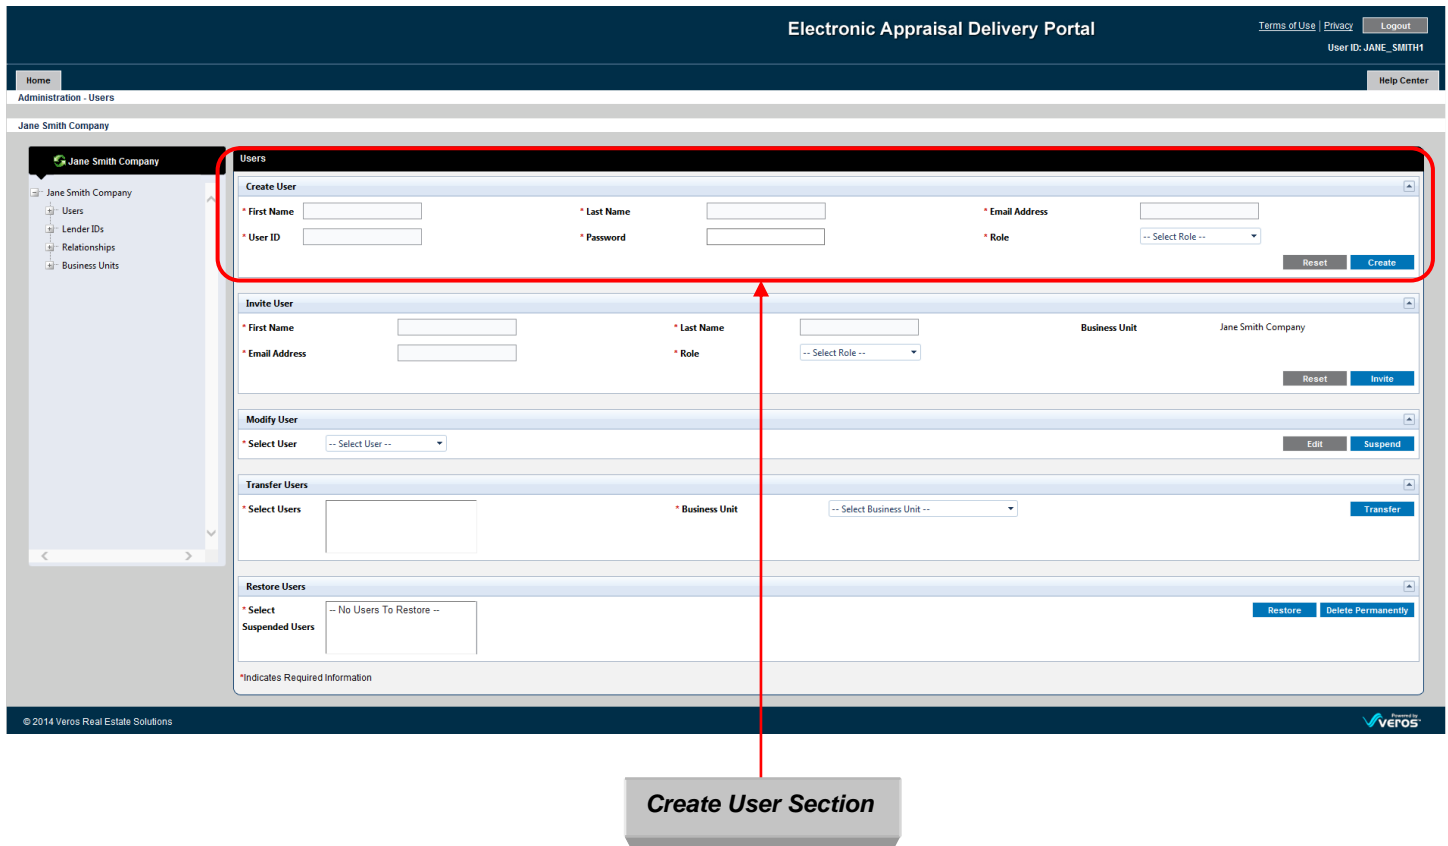 Electronic Appraisal Delivery Portal
Terms of Use | Privacy Logout
User ID: JANE_SMITH1
Home Help Center
Administration - Users
Jane Smith Company
Jane Smith Company
Jane Smith Company
Users
Lender IDs
Relationships
Business Units
Users
Create User
* First Name * Last Name * Email Address
* User ID * Password * Role -- Select Role --
Reset Create
Invite User
* First Name * Last Name Business Unit Jane Smith Company
* Email Address * Role -- Select Role --
Reset Invite
Modify User
* Select User -- Select User -- Edit Suspend
Transfer Users
* Select Users * Business Unit -- Select Business Unit -- Transfer
Restore Users
* Select -- No Users To Restore -- Restore Delete Permanently
Suspended Users
*Indicates Required Information
© 2014 Veros Real Estate Solutions
Powered by
veros
Create User Section